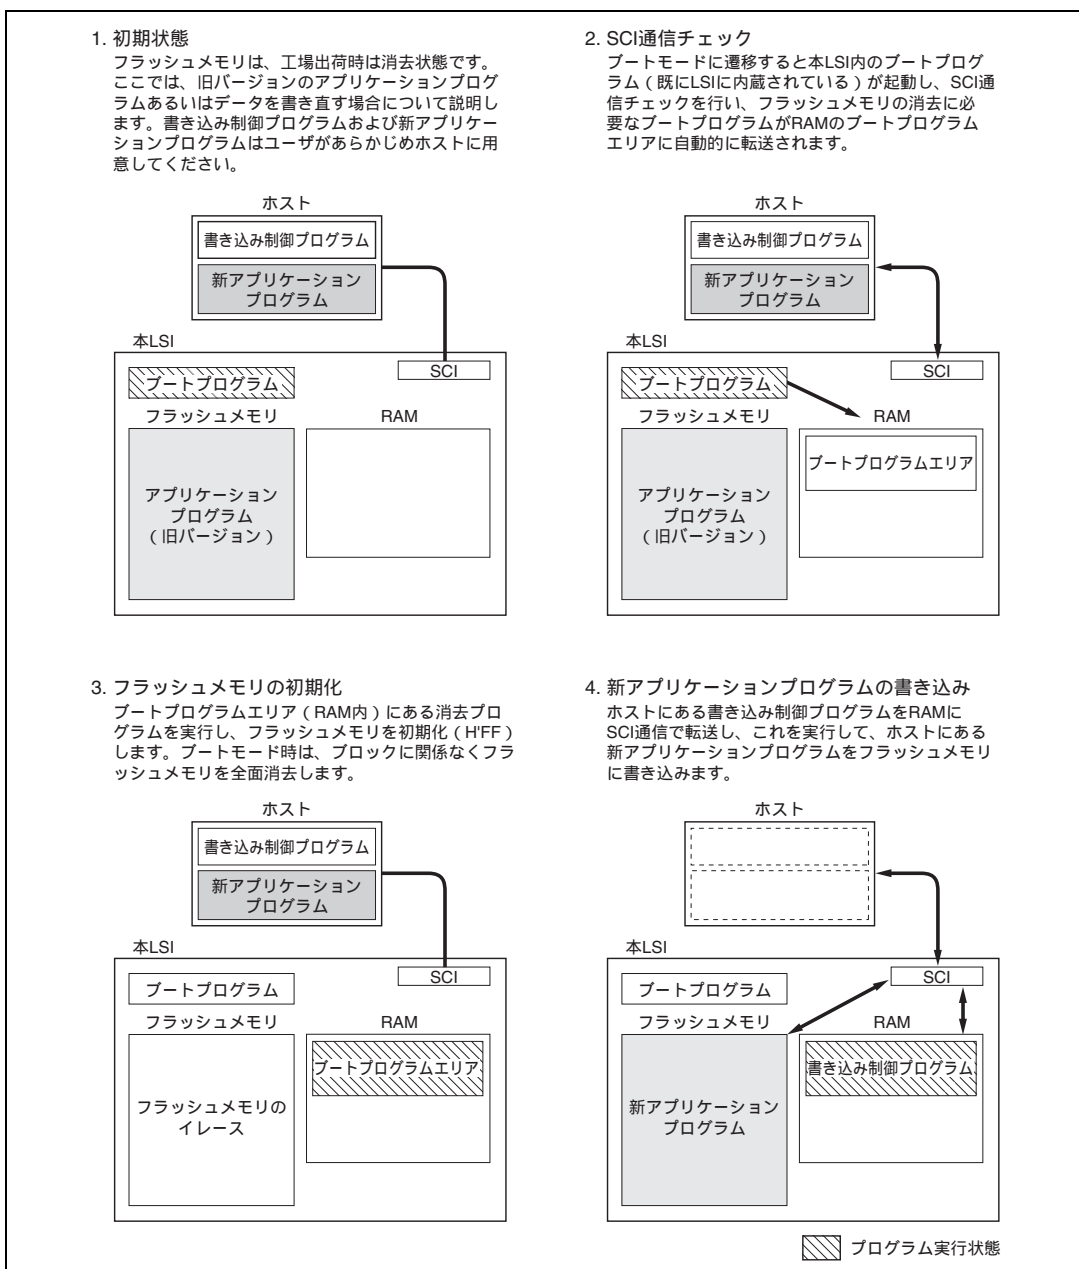 1. 初期状態
フラッシュメモリは、工場出荷時は消去状態です。
ここでは、旧バージョンのアプリケーションプログ
ラムあるいはデータを書き直す場合について説明し
ます。書き込み制御プログラムおよび新アプリケー
ションプログラムはユーザがあらかじめホストに用
意してください。
ホスト
書き込み制御プログラム
新アプリケーション
プログラム
本LSI
SCI
ブートプログラム
フラッシュメモリ
RAM
アプリケーション
プログラム
(旧バージョン)
2. SCI通信チェック
ブートモードに遷移すると本LSI内のブートプログ
ラム(既にLSIに内蔵されている)が起動し、SCI通
信チェックを行い、フラッシュメモリの消去に必
要なブートプログラムがRAMのブートプログラム
エリアに自動的に転送されます。
ホスト
書き込み制御プログラム
新アプリケーション
プログラム
本LSI
SCI
ブートプログラム
フラッシュメモリ
RAM
ブートプログラムエリア
アプリケーション
プログラム
(旧バージョン)
3. フラッシュメモリの初期化
ブートプログラムエリア(RAM内)にある消去プロ
グラムを実行し、フラッシュメモリを初期化(H'FF)
します。ブートモード時は、ブロックに関係なくフラ
ッシュメモリを全面消去します。
ホスト
書き込み制御プログラム
新アプリケーション
プログラム
本LSI
SCI
ブートプログラム
フラッシュメモリ
RAM
ブートプログラムエリア
フラッシュメモリの
イレース
4. 新アプリケーションプログラムの書き込み
ホストにある書き込み制御プログラムをRAMに
SCI通信で転送し、これを実行して、ホストにある
新アプリケーションプログラムをフラッシュメモリ
に書き込みます。
ホスト
本LSI
SCI
ブートプログラム
フラッシュメモリ
RAM
書き込み制御プログラム
新アプリケーション
プログラム
プログラム実行状態